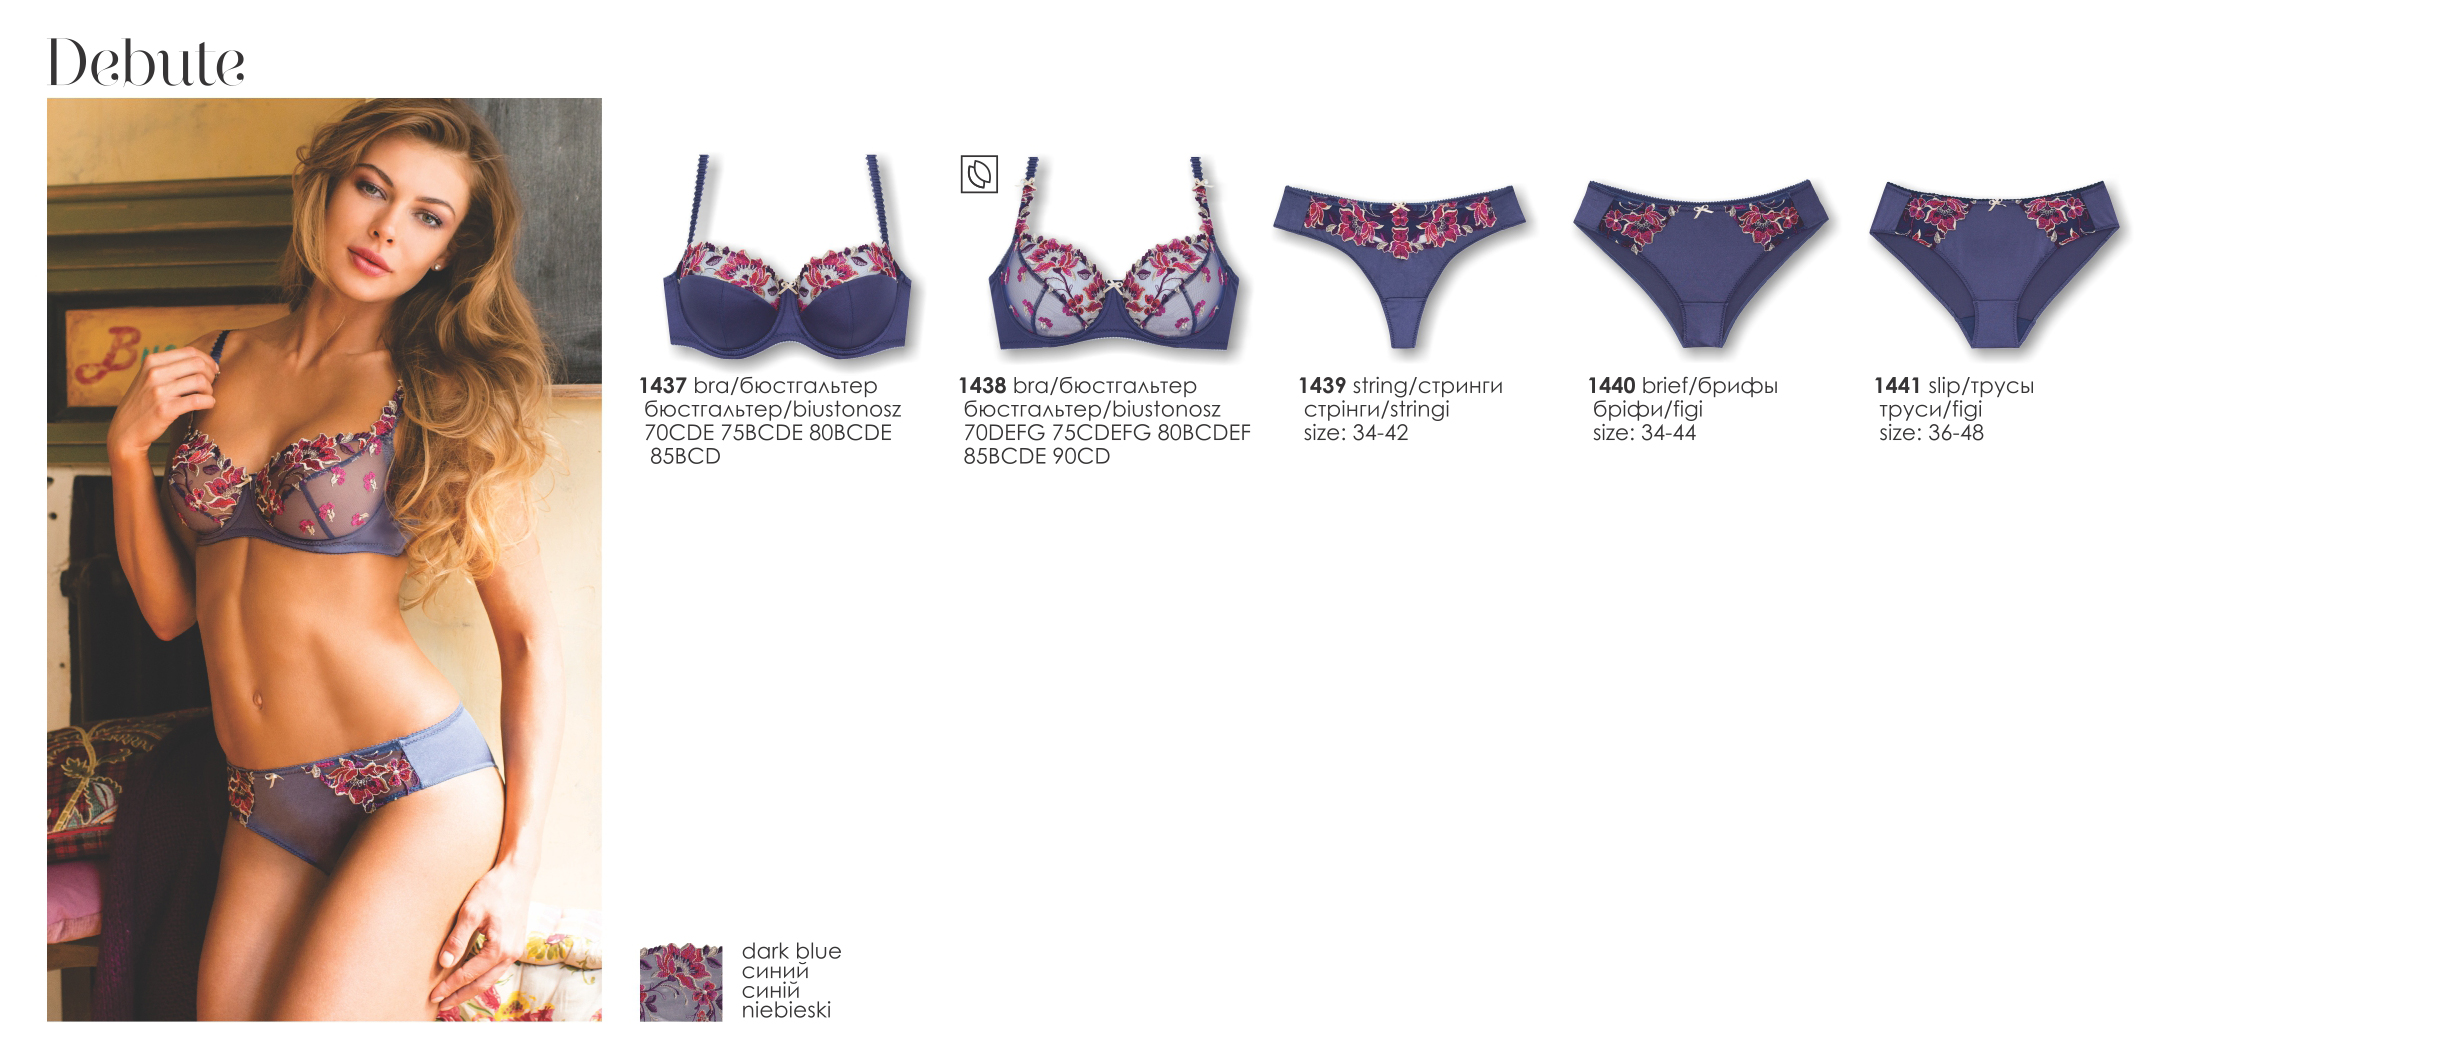 Debute
1437 bra/бюстгальтер
бюстгальтер/biustonosz
70CDE 75BCDE 80BCDE
85BCD
1438 bra/бюстгальтер
бюстгальтер/biustonosz
70DEFG 75CDEFG 80BCDEF
85BCDE 90CD
1439 string/стринги
стрінги/stringi
size: 34-42
1440 brief/брифы
бріфи/figi
size: 34-44
1441 slip/трусы
труси/figi
size: 36-48
dark blue
синий
синій
niebieski